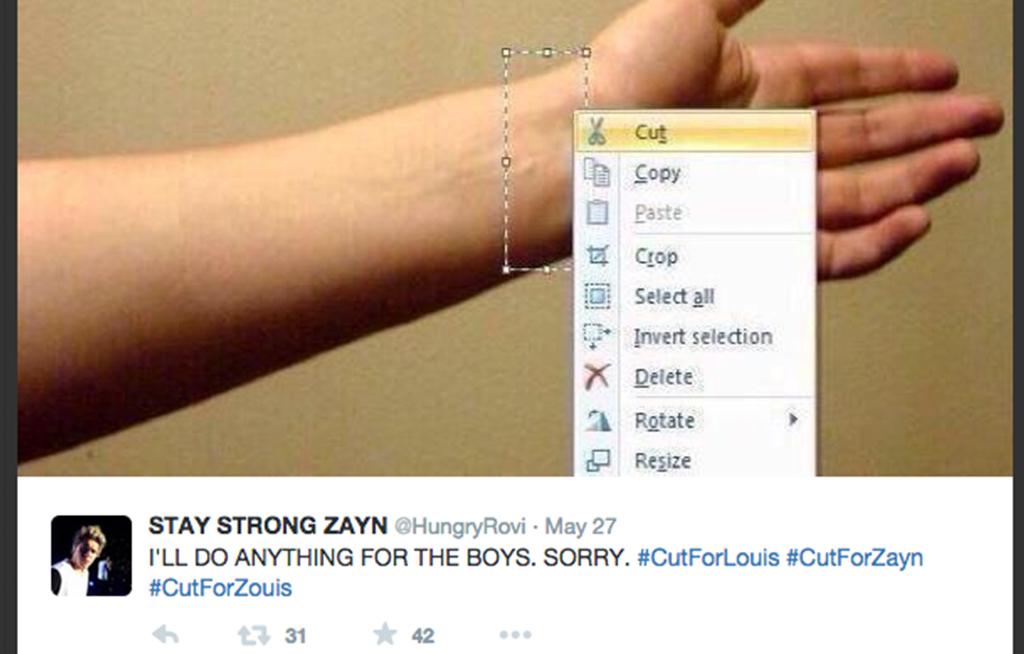 Cut
Copy
Paste
Crop
Select all
Invert selection
Delete
Rotate
Resize
STAY STRONG ZAYN @HungryRovi · May 27
I'LL DO ANYTHING FOR THE BOYS. SORRY. #CutForLouis #CutForZayn
#CutForZouis
31 42